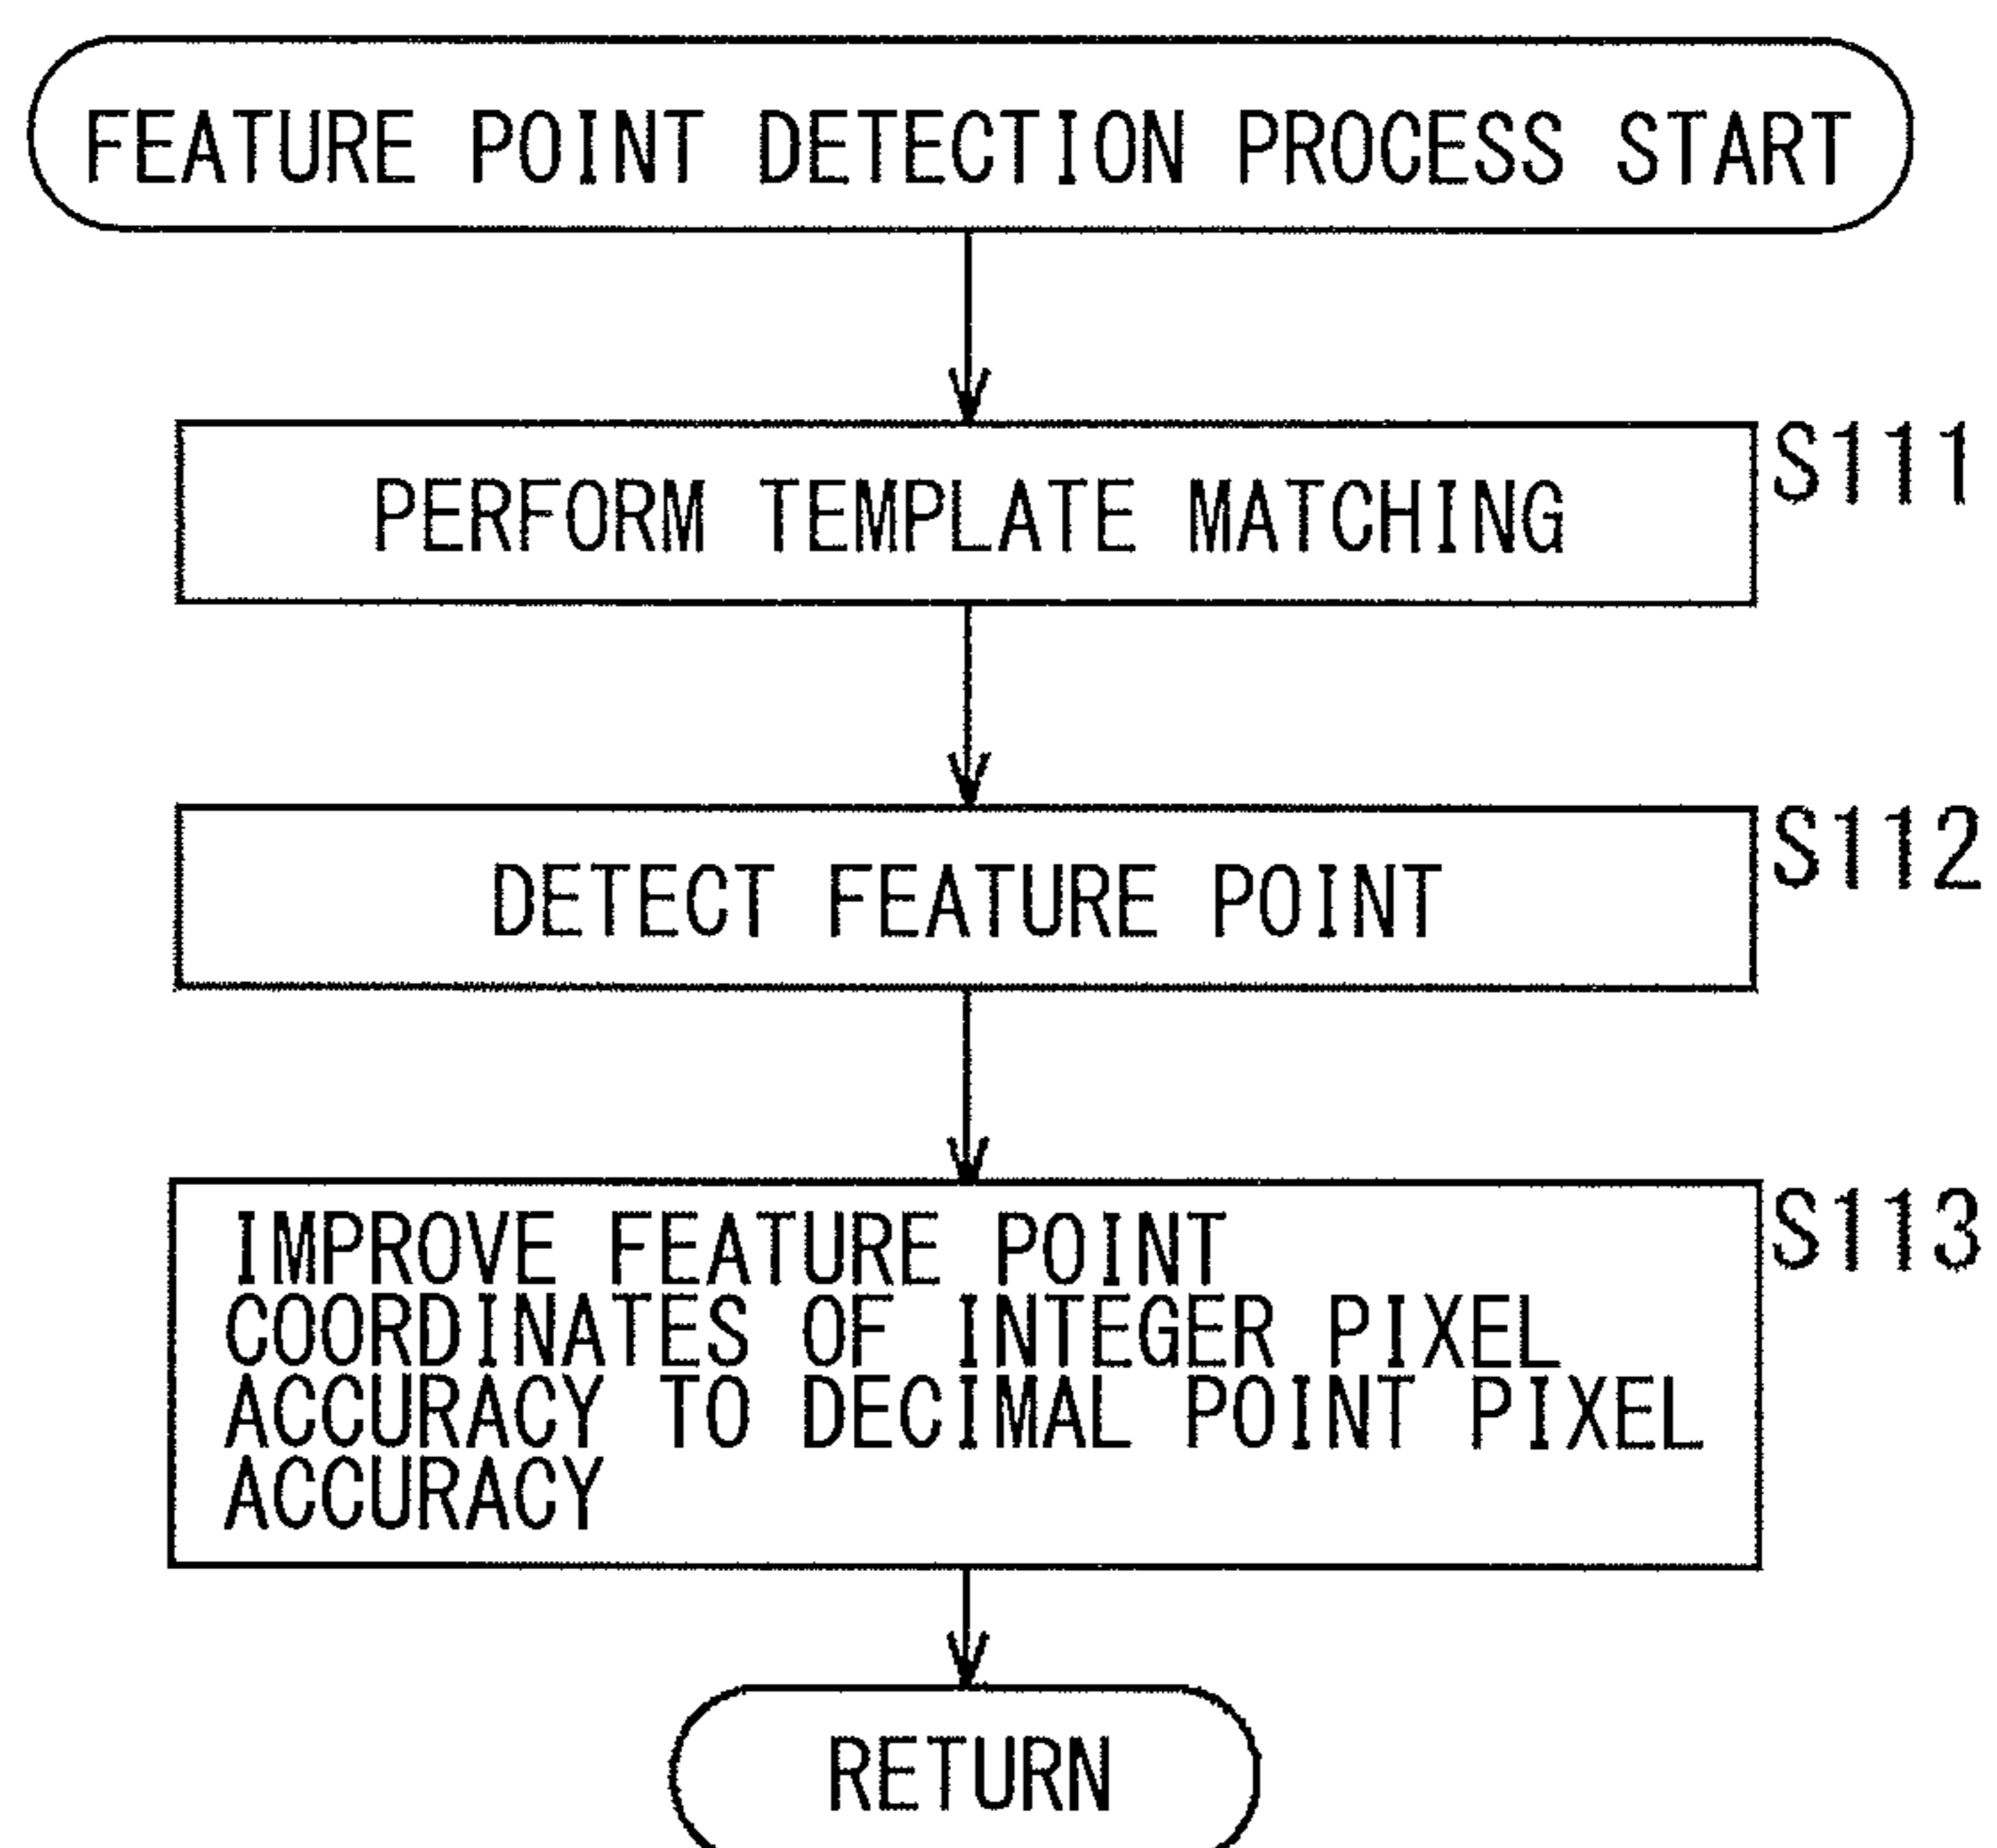 FEATURE POINT DETECTION PROCESS START
PERFORM TEMPLATE MATCHING
S111
DETECT FEATURE POINT
S112
IMPROVE FEATURE POINT
COORDINATES OF INTEGER PIXEL
ACCURACY TO DECIMAL POINT PIXEL
ACCURACY
S113
RETURN